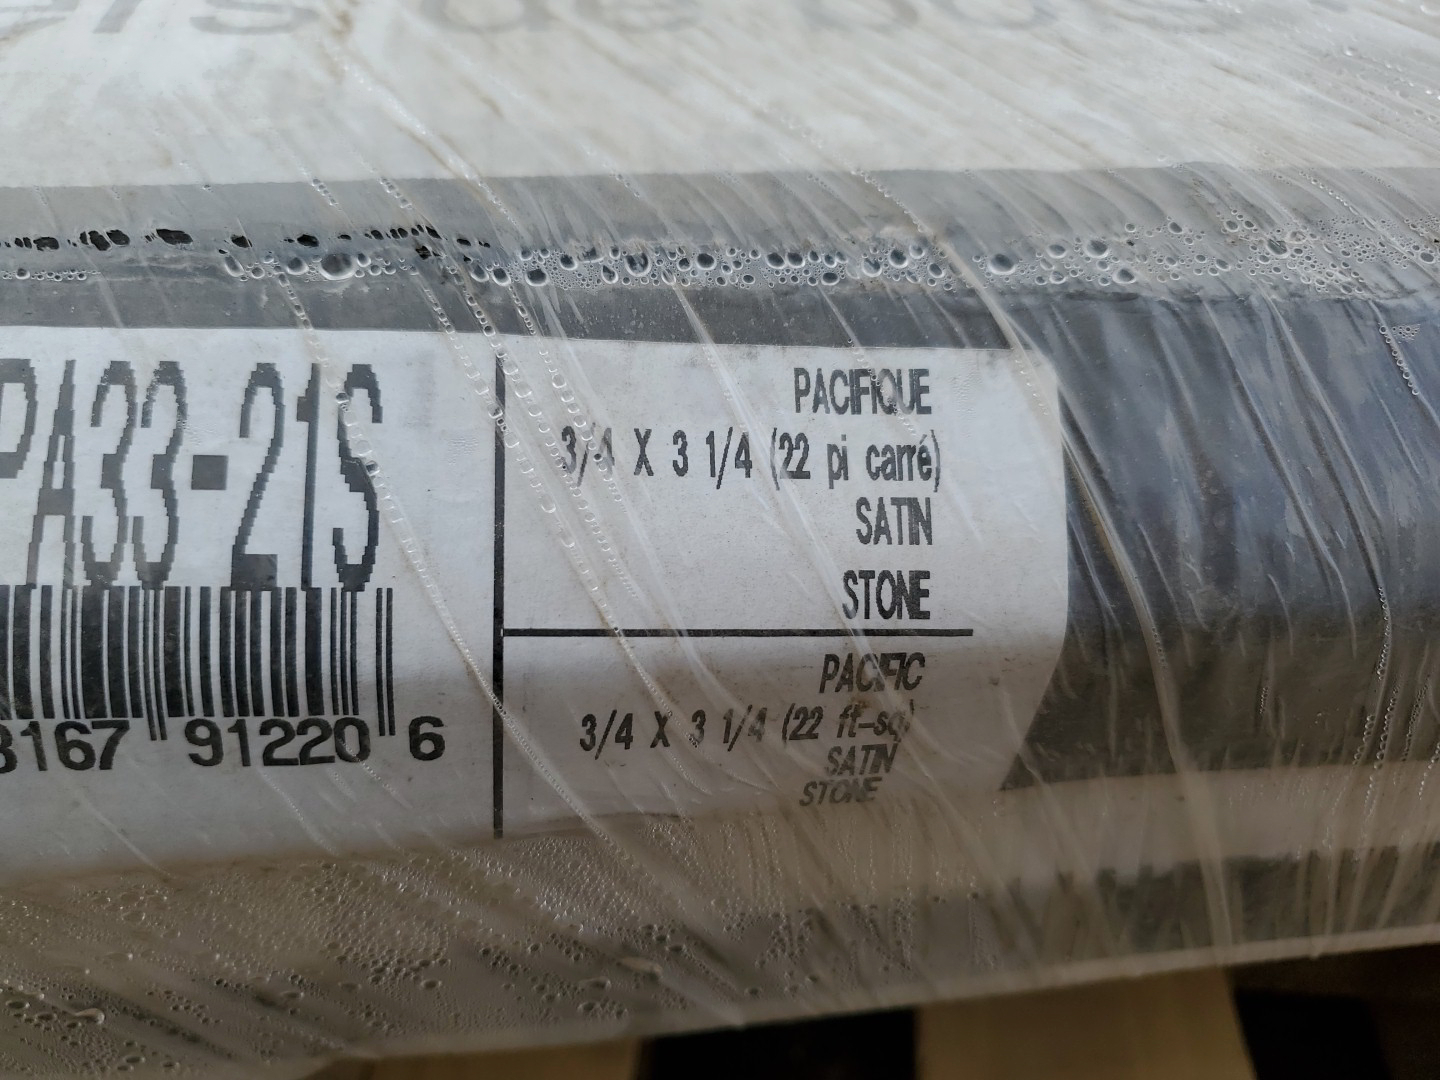 PA33-21S
3167 91220 6
PACIFIQUE
3/4 X 3 1/4 (22 pi carré)
SATIN
STONE
PACIFIC
3/4 X 3 1/4 (22 ft-sq)
SATIN
STONE